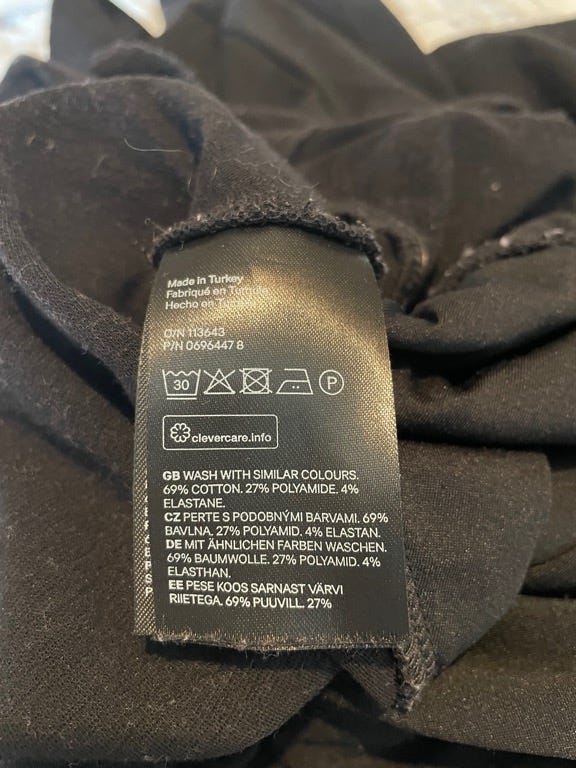 Made in Turkey
Fabriqué en Turquie
Hecho en
O/N 113643
P/N 0696447 8
30 P
clevercare.info
GB WASH WITH SIMILAR COLOURS.
69% COTTON. 27% POLYAMIDE. 4%
ELASTANE.
CZ PERTE S PODOBNÝMI BARVAMI. 69%
BAVLNA. 27% POLYAMID. 4% ELASTAN.
DE MIT ÄHNLICHEN FARBEN WASCHEN.
69% BAUMWOLLE. 27% POLYAMID. 4%
ELASTHAN.
EE PESE KOOS SARNAST VÄRVI
RIIETEGA. 69% PUUVILL. 27%